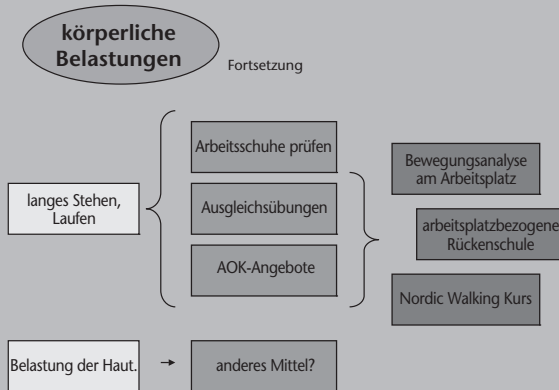 körperliche
Belastungen
Fortsetzung
langes Stehen,
Laufen
Arbeitsschuhe prüfen
Ausgleichsübungen
AOK-Angebote
Bewegungsanalyse
am Arbeitsplatz
arbeitsplatzbezogene
Rückenschule
Nordic Walking Kurs
Belastung der Haut.
anderes Mittel?